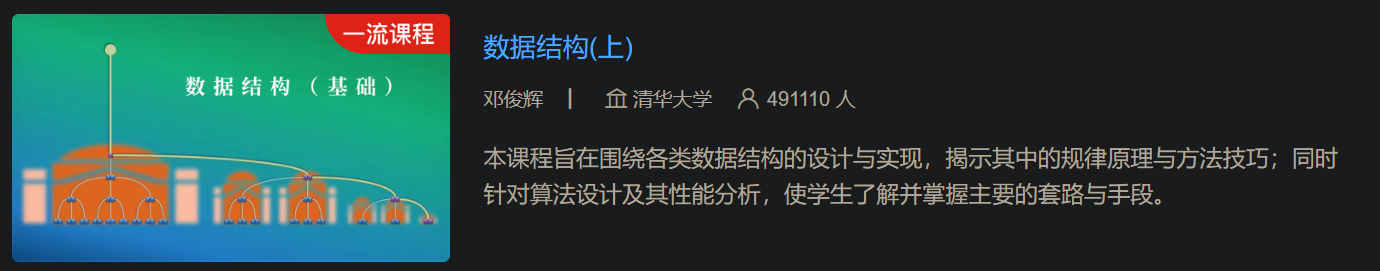 一流课程
数据结构（基础）
数据结构(上)
邓俊辉 | 清华大学 491110 人
本课程旨在围绕各类数据结构的设计与实现，揭示其中的规律原理与方法技巧；同时
针对算法设计及其性能分析，使学生了解并掌握主要的套路与手段。